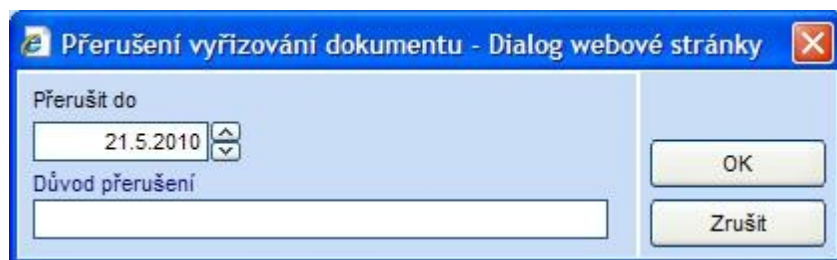 Přerušení vyřizování dokumentu - Dialog webové stránky
Přerušit do
21.5.2010
Důvod přerušení
OK
Zrušit